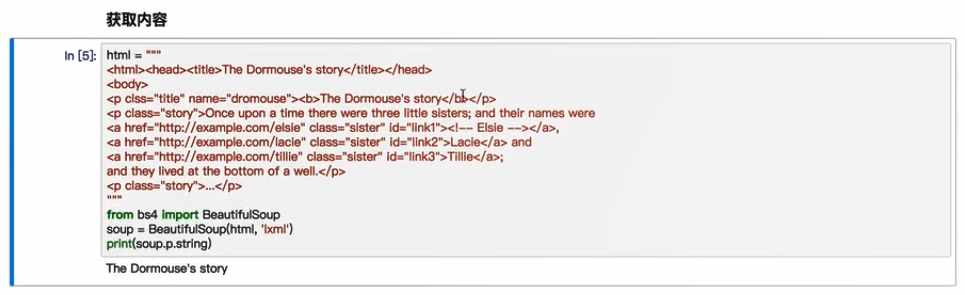 获取内容
In [5]: html = """
<html><head><title>The Dormouse's story</title></head>
<body>
<p clss="title" name="dromouse"><b>The Dormouse's story</b></p>
<p class="story">Once upon a time there were three little sisters; and their names were
<a href="http://example.com/elsie" class="sister" id="link1"><!-- Elsie --></a>,
<a href="http://example.com/lacie" class="sister" id="link2">Lacie</a> and
<a href="http://example.com/tillie" class="sister" id="link3">Tillie</a>;
and they lived at the bottom of a well.</p>
<p class="story">...</p>
"""
from bs4 import BeautifulSoup
soup = BeautifulSoup(html, 'lxml')
print(soup.p.string)
The Dormouse's story